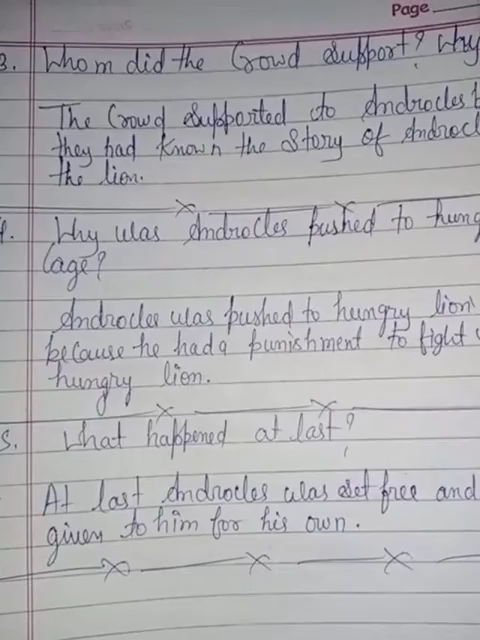 Page
3. Whom did the Crowd Support? Why
The Crowd Supported to Androcles
they had known the Story of Androcl
the lion.
4. Why was Androcles pushed to hung
Cage?
Androcles was pushed to hungry lion
because he had a punishment to fight
hungry lion.
5. What happened at last?
At last Androcles was set free and
given to him for his own.